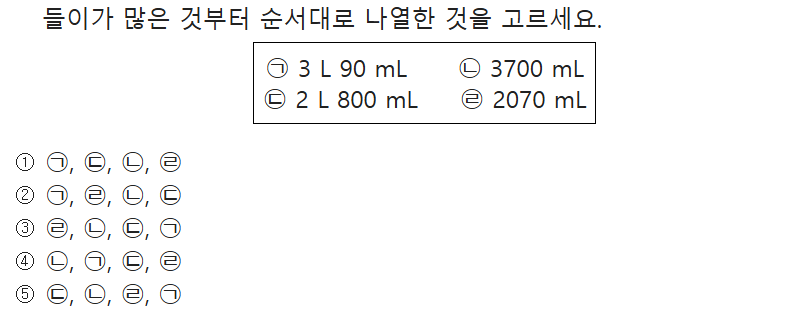 들이가 많은 것부터 순서대로 나열한 것을 고르세요.
㉠ 3 L 90 mL ㉡ 3700 mL
㉢ 2 L 800 mL ㉣ 2070 mL
① ㉠, ㉢, ㉡, ㉣
② ㉠, ㉣, ㉡, ㉢
③ ㉣, ㉡, ㉢, ㉠
④ ㉡, ㉠, ㉢, ㉣
⑤ ㉢, ㉡, ㉣, ㉠